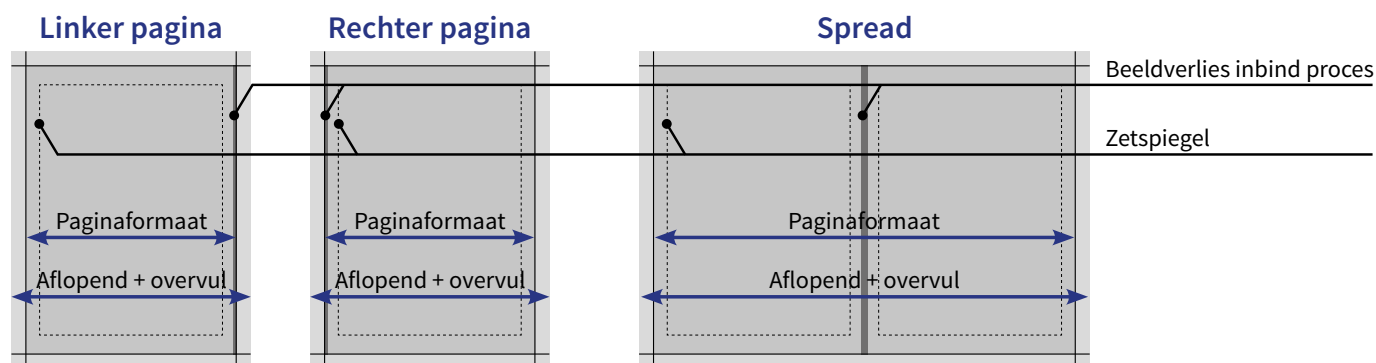 Linker pagina
Rechter pagina
Spread
Beeldverlies inbind proces
Zetspiegel
Paginaformaat
Paginaformaat
Paginaformaat
Aflopend + overvul
Aflopend + overvul
Aflopend + overvul